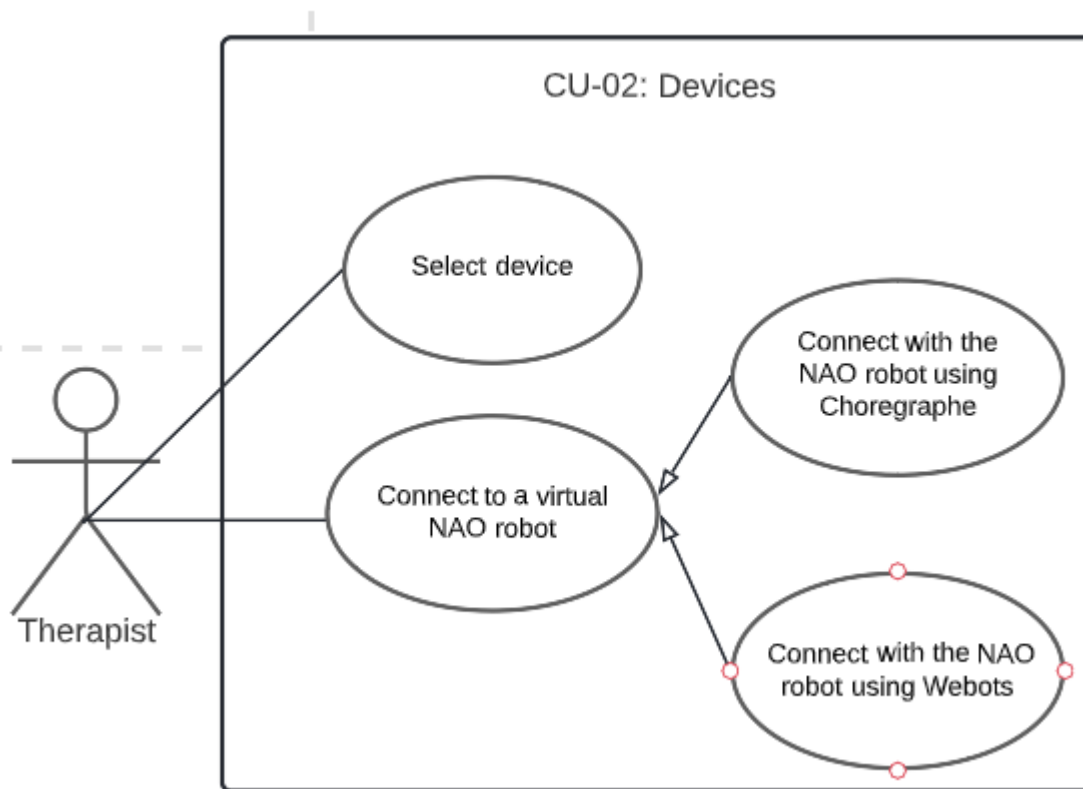 CU-02: Devices
Select device
Connect with the
NAO robot using
Choregraphe
Connect to a virtual
NAO robot
Therapist
Connect with the NAO
robot using Webots